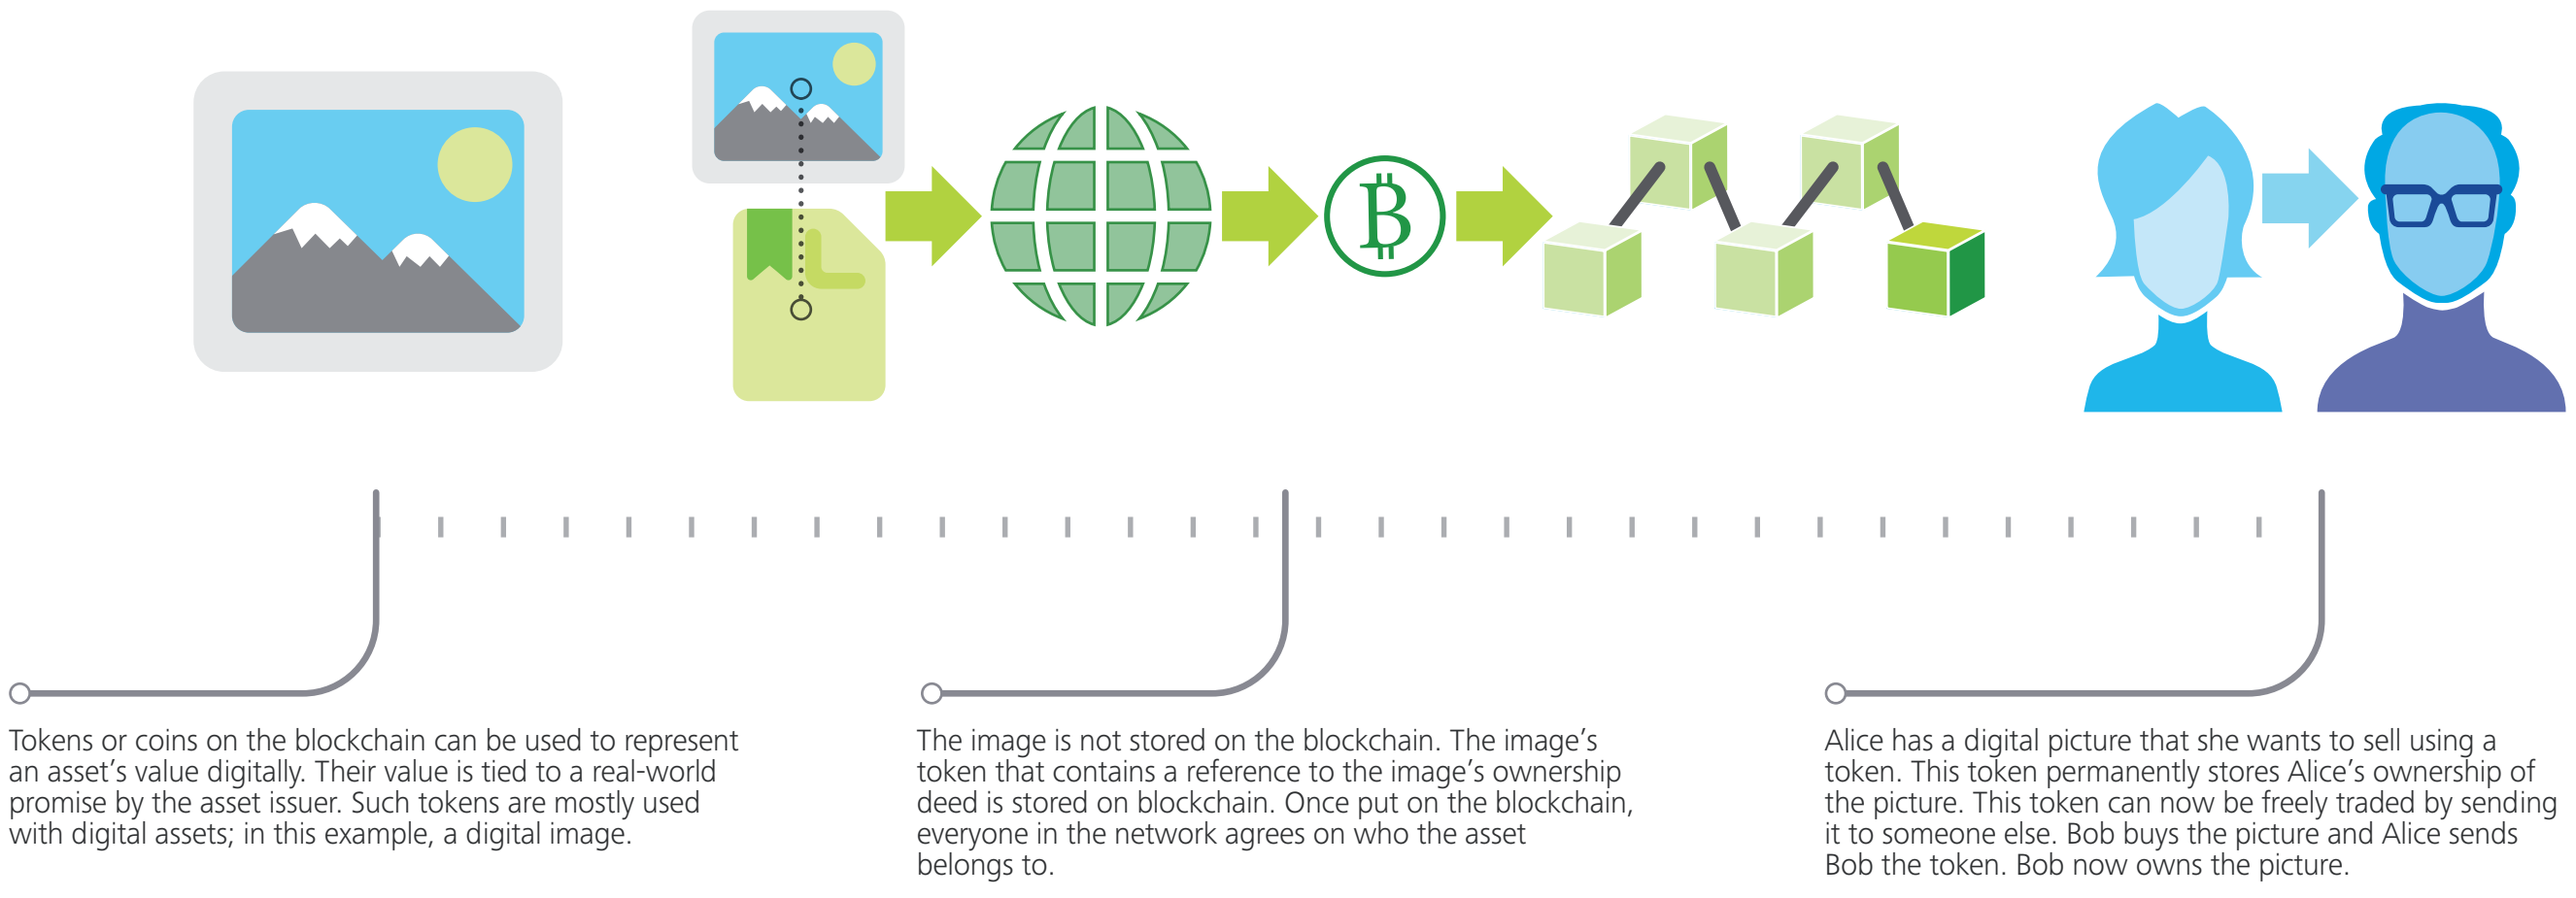 Tokens or coins on the blockchain can be used to represent
an asset’s value digitally. Their value is tied to a real-world
promise by the asset issuer. Such tokens are mostly used
with digital assets; in this example, a digital image.
The image is not stored on the blockchain. The image’s
token that contains a reference to the image’s ownership
deed is stored on blockchain. Once put on the blockchain,
everyone in the network agrees on who the asset
belongs to.
Alice has a digital picture that she wants to sell using a
token. This token permanently stores Alice’s ownership of
the picture. This token can now be freely traded by sending
it to someone else. Bob buys the picture and Alice sends
Bob the token. Bob now owns the picture.